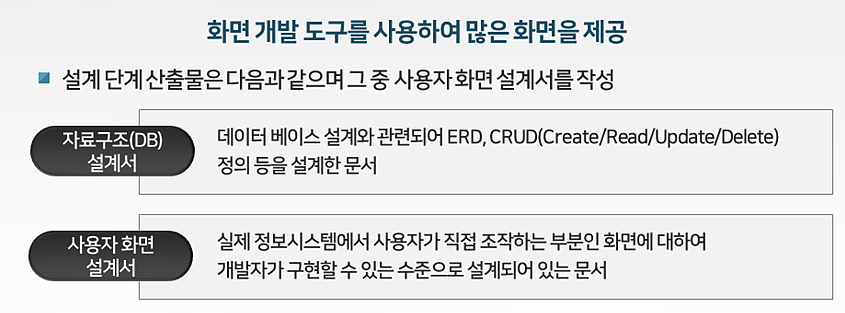 화면 개발 도구를 사용하여 많은 화면을 제공
설계 단계 산출물은 다음과 같으며 그 중 사용자 화면 설계서를 작성
자료구조(DB)
설계서
데이터 베이스 설계와 관련되어 ERD, CRUD(Create/Read/Update/Delete)
정의 등을 설계한 문서
사용자 화면
설계서
실제 정보시스템에서 사용자가 직접 조작하는 부분인 화면에 대하여
개발자가 구현할 수 있는 수준으로 설계되어 있는 문서